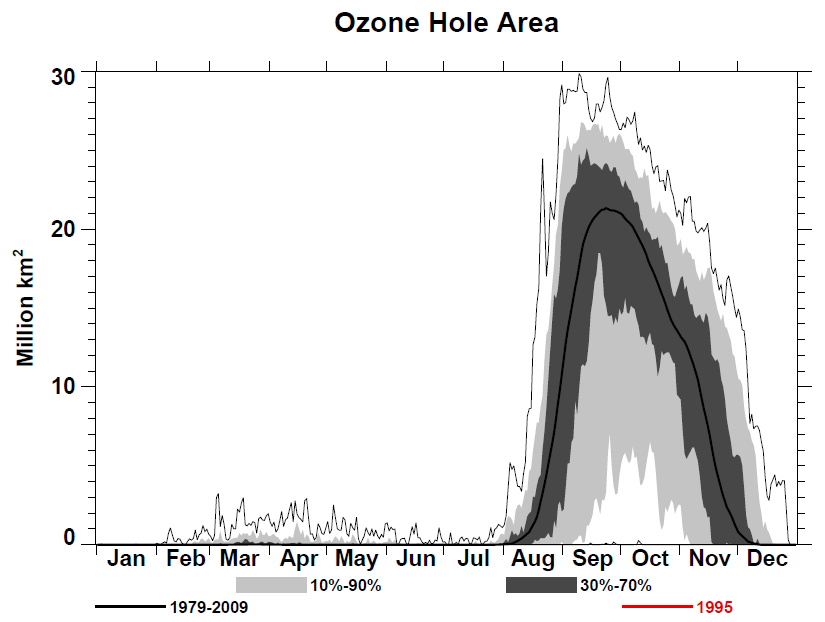 Ozone Hole Area
30
20
10
0
Million km²
Jan Feb Mar Apr May Jun Jul Aug Sep Oct Nov Dec
10%-90% 30%-70%
1979-2009 1995